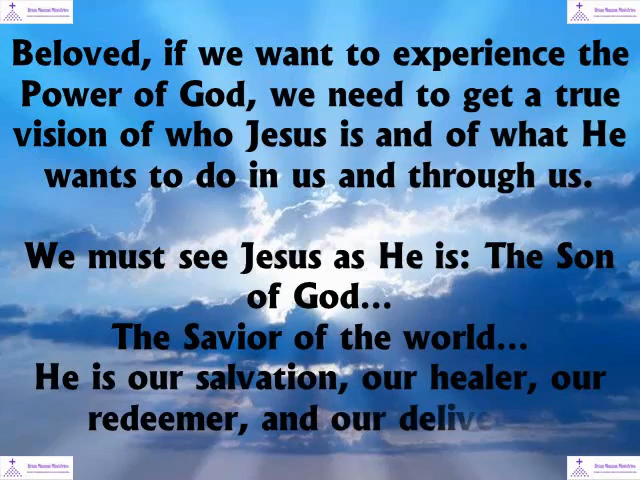 Beloved, if we want to experience the
Power of God, we need to get a true
vision of who Jesus is and of what He
wants to do in us and through us.
We must see Jesus as He is: The Son
of God...
The Savior of the world...
He is our salvation, our healer, our
redeemer, and our delive